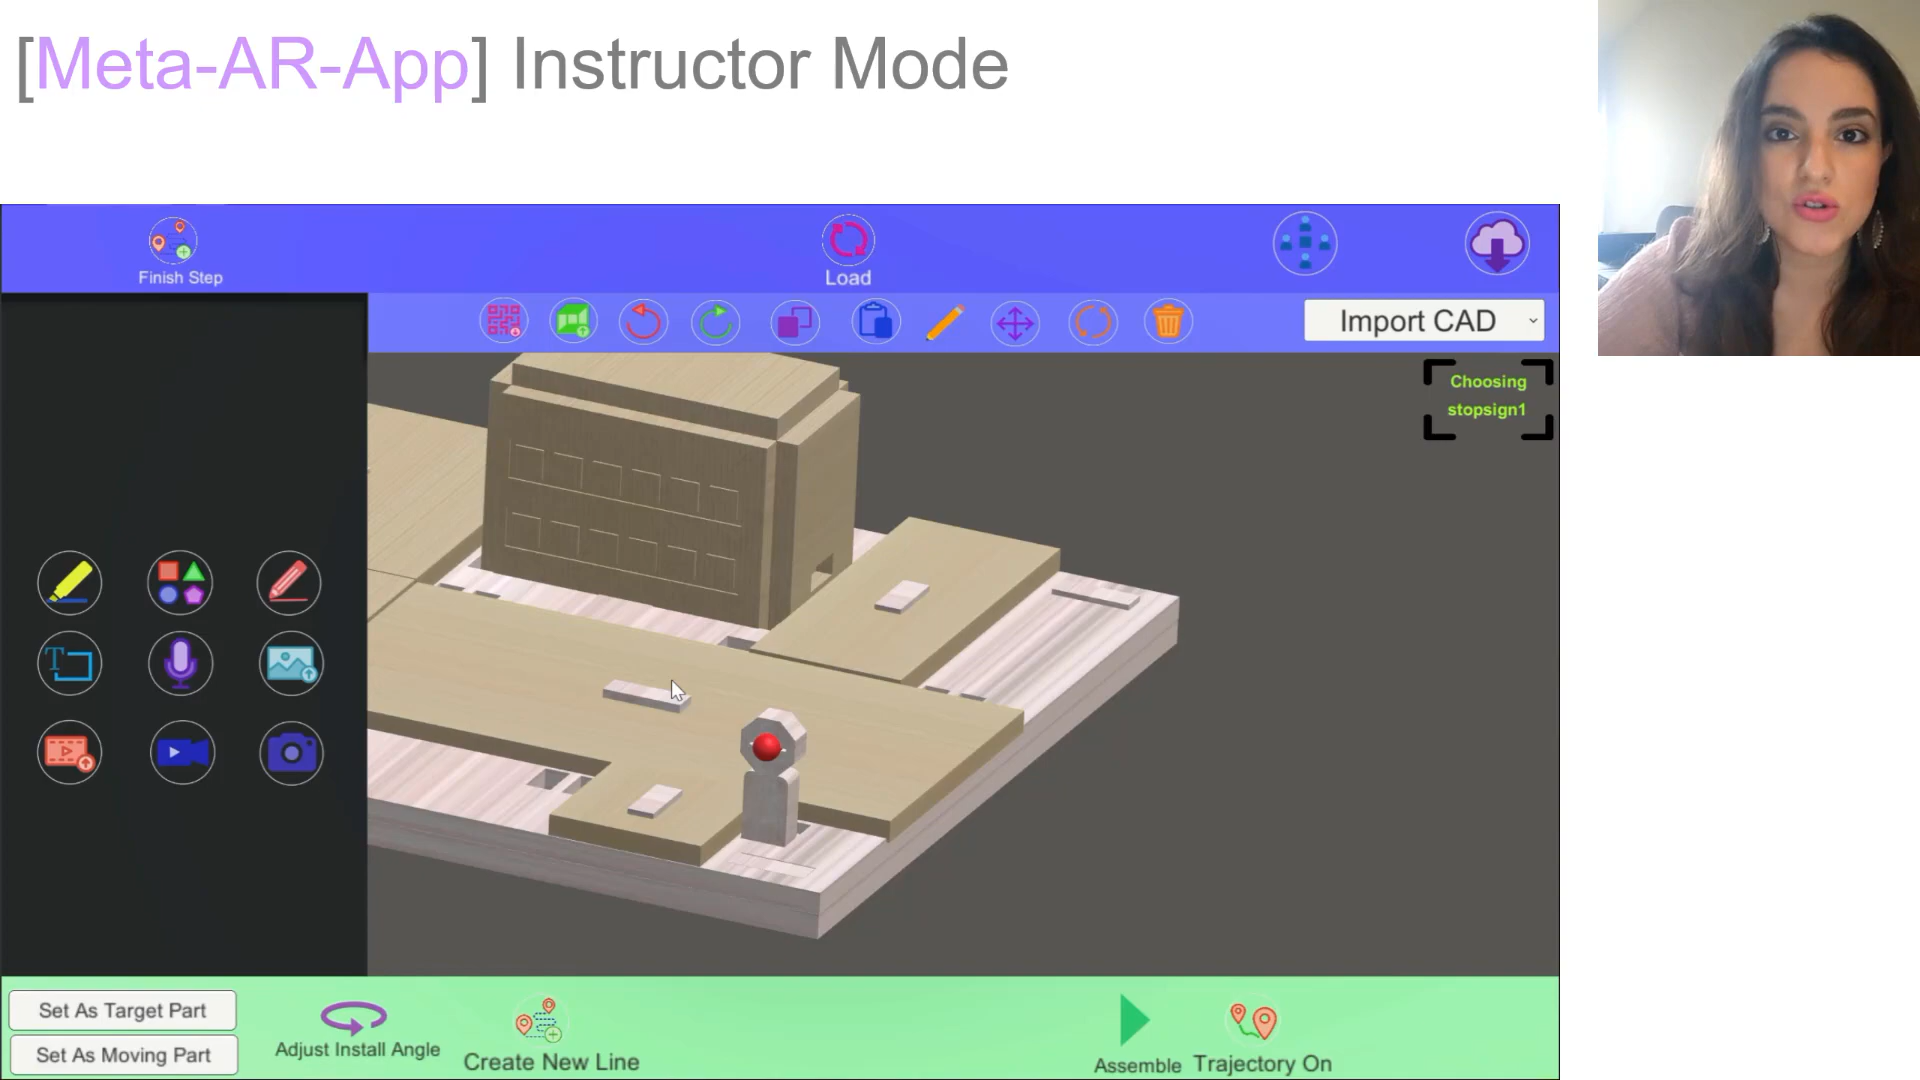 [Meta-AR-App] Instructor Mode
Finish Step
Load
Import CAD
Choosing
stopsign1
T
Set As Target Part
Set As Moving Part
Adjust Install Angle
Create New Line
Assemble
Trajectory On